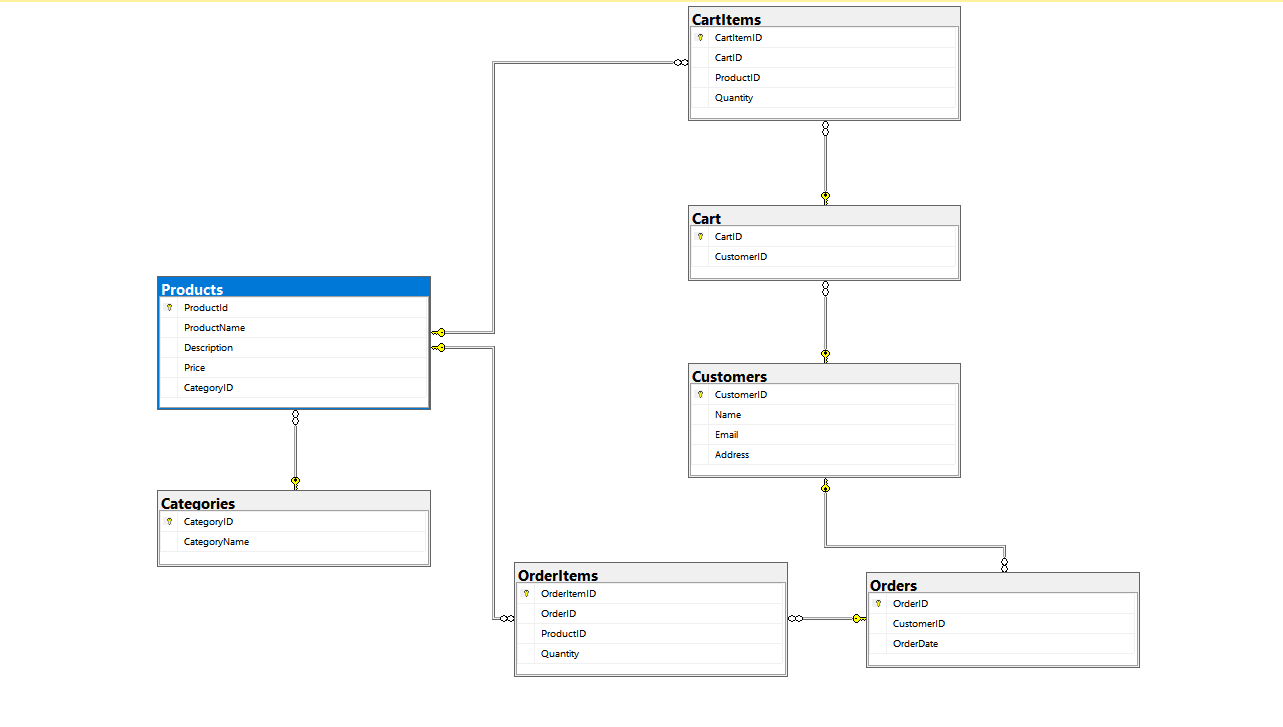 CartItems
CartItemID
CartID
ProductID
Quantity
Cart
CartID
CustomerID
Products
ProductId
ProductName
Description
Price
CategoryID
Customers
CustomerID
Name
Email
Address
Categories
CategoryID
CategoryName
OrderItems
OrderItemID
OrderID
ProductID
Quantity
Orders
OrderID
CustomerID
OrderDate